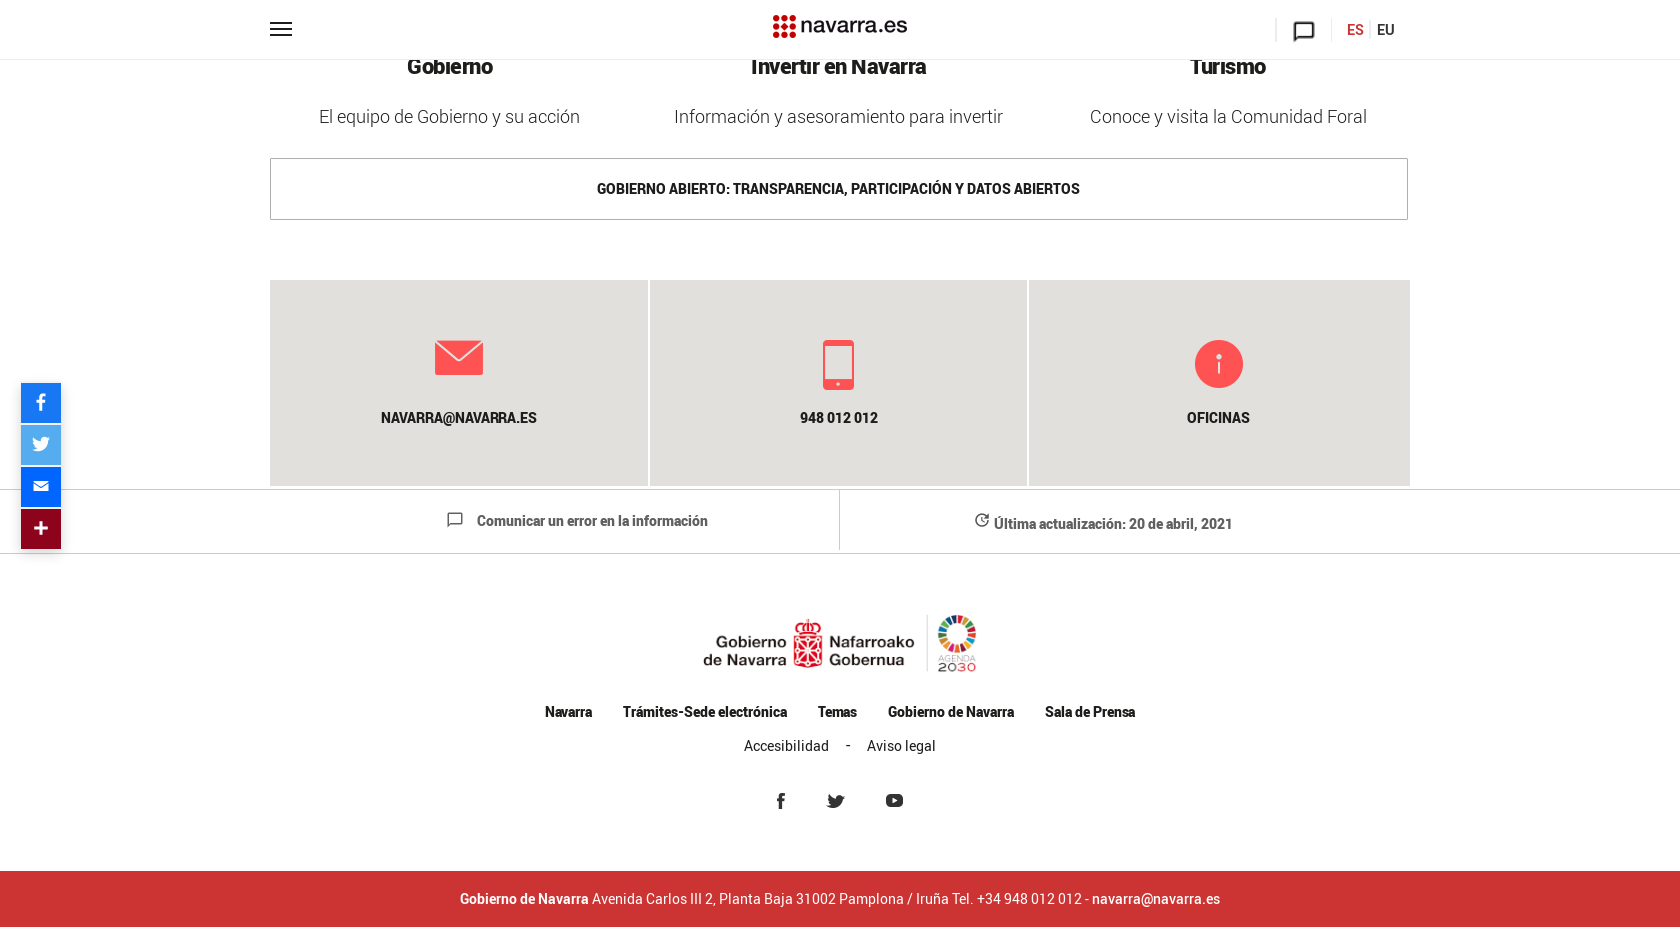 navarra.es
ES EU
Gobierno Invertir en Navarra Turismo
El equipo de Gobierno y su acción Información y asesoramiento para invertir Conoce y visita la Comunidad Foral
GOBIERNO ABIERTO: TRANSPARENCIA, PARTICIPACIÓN Y DATOS ABIERTOS
NAVARRA@NAVARRA.ES 948 012 012 OFICINAS
Comunicar un error en la información Última actualización: 20 de abril, 2021
Gobierno Nafarroako
de Navarra Gobernua
AGENDA
2030
Navarra Trámites-Sede electrónica Temas Gobierno de Navarra Sala de Prensa
Accesibilidad - Aviso legal
Gobierno de Navarra Avenida Carlos III 2, Planta Baja 31002 Pamplona / Iruña Tel. +34 948 012 012 - navarra@navarra.es